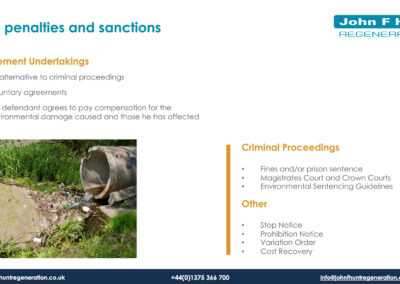 penalties and sanctions
John F H
REGENERA
ement Undertakings
alternative to criminal proceedings
untary agreements
defendant agrees to pay compensation for the
ironmental damage caused and those he has affected
Criminal Proceedings
• Fines and/or prison sentence
• Magistrates Court and Crown Courts
• Environmental Sentencing Guidelines
Other
• Stop Notice
• Prohibition Notice
• Variation Order
• Cost Recovery
huntregeneration.co.uk
+44(0)1375 366 700
info@johnfhuntregeneration.co